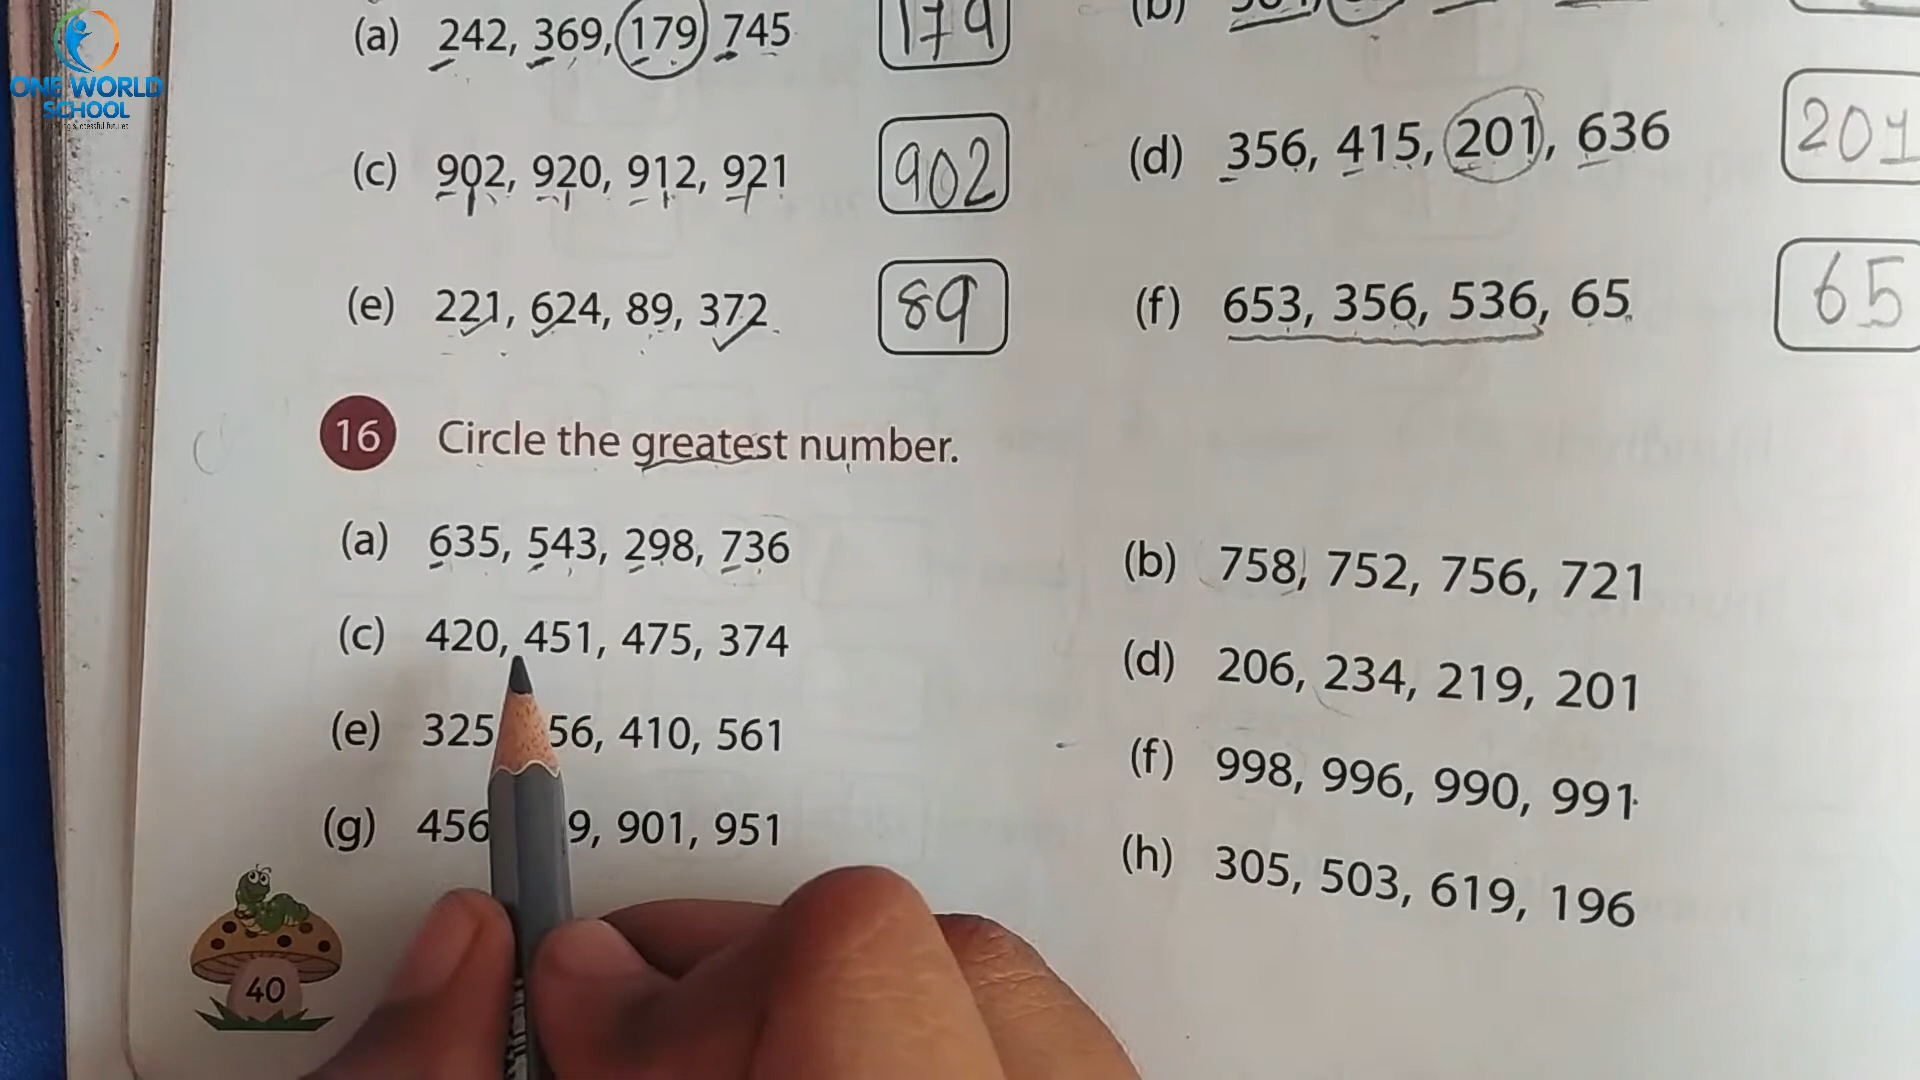 ONE WORLD
SCHOOL
(a) 242, 369, 179, 745 179
(b)
(c) 902, 920, 912, 921 902
(d) 356, 415, 201, 636 201
(e) 221, 624, 89, 372 89
(f) 653, 356, 536, 65 65
16 Circle the greatest number.
(a) 635, 543, 298, 736
(b) 758, 752, 756, 721
(c) 420, 451, 475, 374
(d) 206, 234, 219, 201
(e) 325 56, 410, 561
(f) 998, 996, 990, 991
(g) 456 9, 901, 951
(h) 305, 503, 619, 196
40